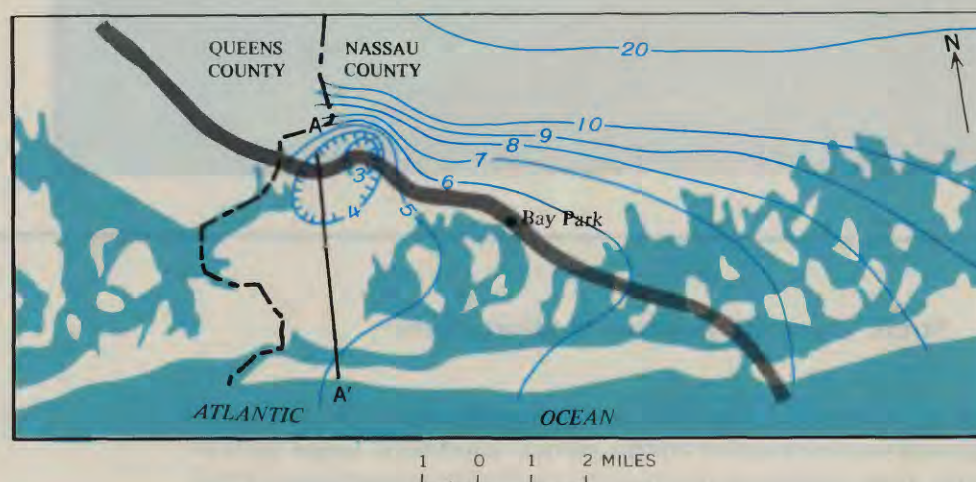 QUEENS
COUNTY
NASSAU
COUNTY
N
20
A
10
9
8
7
3
6
4
5
Bay Park
A'
ATLANTIC
OCEAN
1 0 1 2 MILES